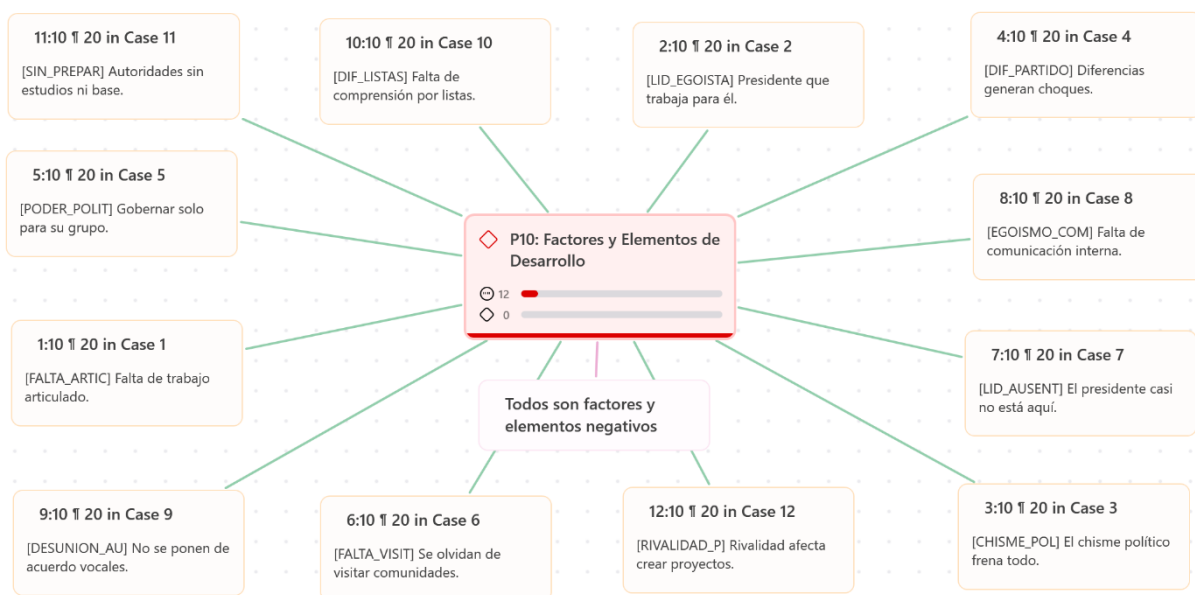 11:10 ¶ 20 in Case 11
[SIN_PREPAR] Autoridades sin
estudios ni base.
10:10 ¶ 20 in Case 10
[DIF_LISTAS] Falta de
comprensión por listas.
2:10 ¶ 20 in Case 2
[LID_EGOISTA] Presidente que
trabaja para él.
4:10 ¶ 20 in Case 4
[DIF_PARTIDO] Diferencias
generan choques.
5:10 ¶ 20 in Case 5
[PODER_POLIT] Gobernar solo
para su grupo.
P10: Factores y Elementos de
Desarrollo
12
0
8:10 ¶ 20 in Case 8
[EGOISMO_COM] Falta de
comunicación interna.
1:10 ¶ 20 in Case 1
[FALTA_ARTIC] Falta de trabajo
articulado.
Todos son factores y
elementos negativos
7:10 ¶ 20 in Case 7
[LID_AUSENT] El presidente casi
no está aquí.
9:10 ¶ 20 in Case 9
[DESUNION_AU] No se ponen de
acuerdo vocales.
6:10 ¶ 20 in Case 6
[FALTA_VISIT] Se olvidan de
visitar comunidades.
12:10 ¶ 20 in Case 12
[RIVALIDAD_P] Rivalidad afecta
crear proyectos.
3:10 ¶ 20 in Case 3
[CHISME_POL] El chisme político
frena todo.